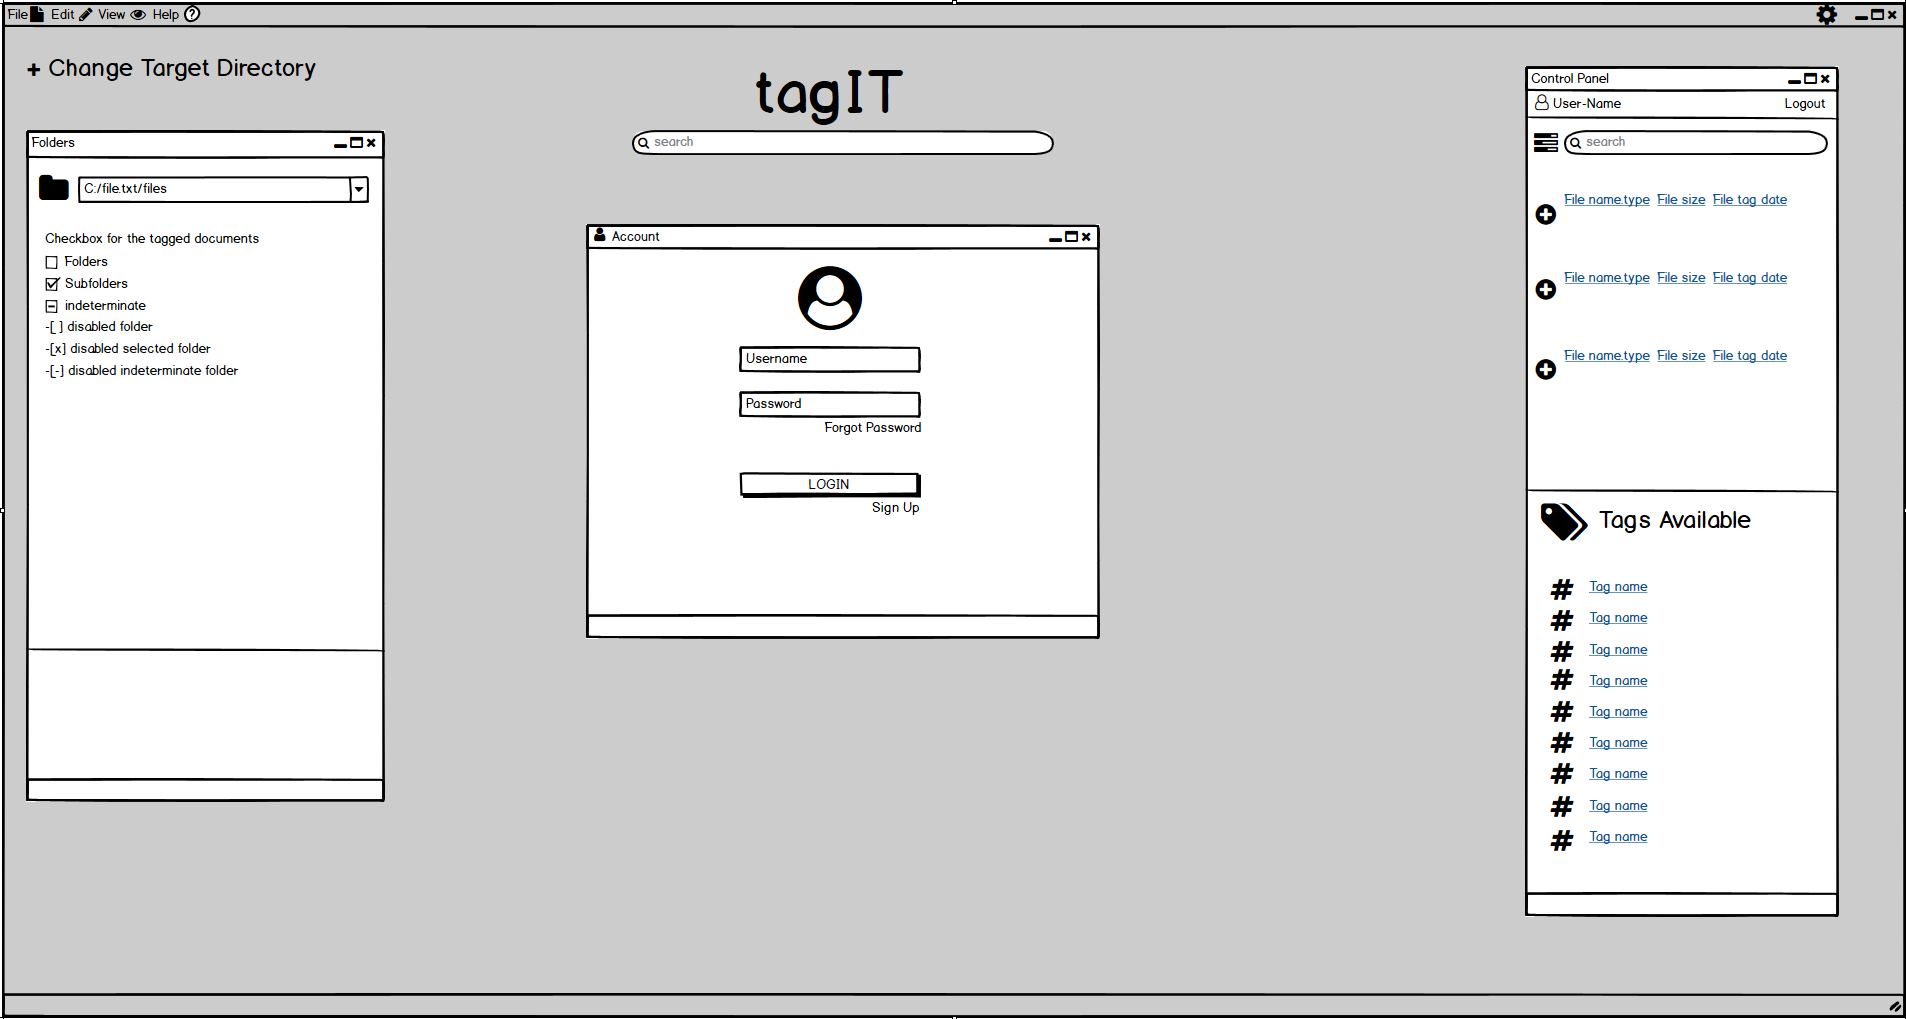 File Edit View Help ?
+ Change Target Directory
tagIT
search
Folders
C:/file.txt/files
Checkbox for the tagged documents
Folders
Subfolders
indeterminate
-[ ] disabled folder
-[x] disabled selected folder
-[-] disabled indeterminate folder
Account
Username
Password
Forgot Password
LOGIN
Sign Up
Control Panel
User-Name Logout
search
File name.type File size File tag date
File name.type File size File tag date
File name.type File size File tag date
Tags Available
# Tag name
# Tag name
# Tag name
# Tag name
# Tag name
# Tag name
# Tag name
# Tag name
# Tag name